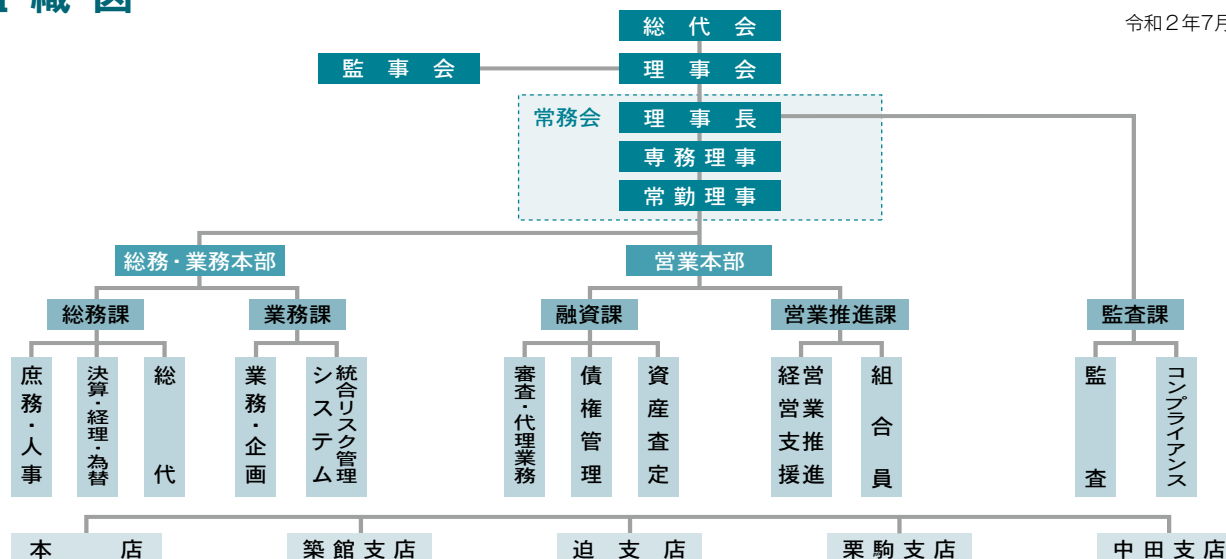 織図
令和2年7月
総代会
監事会
理事会
常務会
理事長
専務理事
常勤理事
総務・業務本部
営業本部
総務課
業務課
融資課
営業推進課
監査課
庶務・人事
決算・経理・為替
総代
業務・企画
統合リスク管理
システム
審査・代理業務
債権管理
資産査定
営業推進
経営支援
組合員
監査
コンプライアンス
本店
築館支店
迫支店
栗駒支店
中田支店